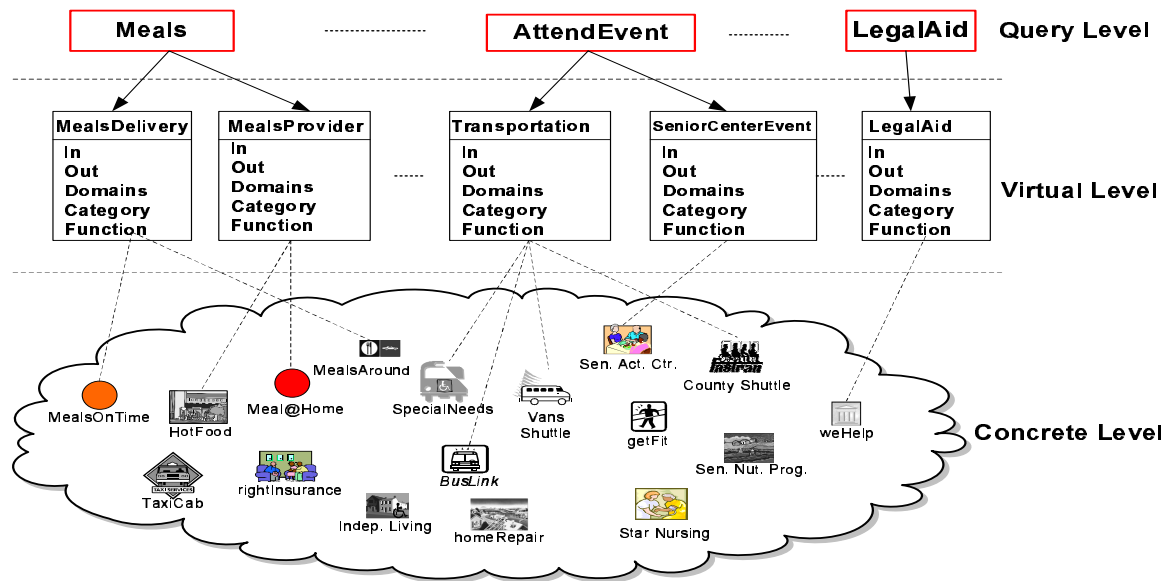 Meals
AttendEvent
LegalAid
Query Level
MealsDelivery
In
Out
Domains
Category
Function
MealsProvider
In
Out
Domains
Category
Function
Transportation
In
Out
Domains
Category
Function
SeniorCenterEvent
In
Out
Domains
Category
Function
LegalAid
In
Out
Domains
Category
Function
Virtual Level
MealsOnTime
HotFood
Meal@Home
MealsAround
SpecialNeeds
Vans
Shuttle
Sen. Act. Ctr.
fastran
County Shuttle
getFit
weHelp
Sen. Nut. Prog.
Concrete Level
TAXI SERVICES
TaxiCab
rightInsurance
BusLink
Indep. Living
homeRepair
Star Nursing